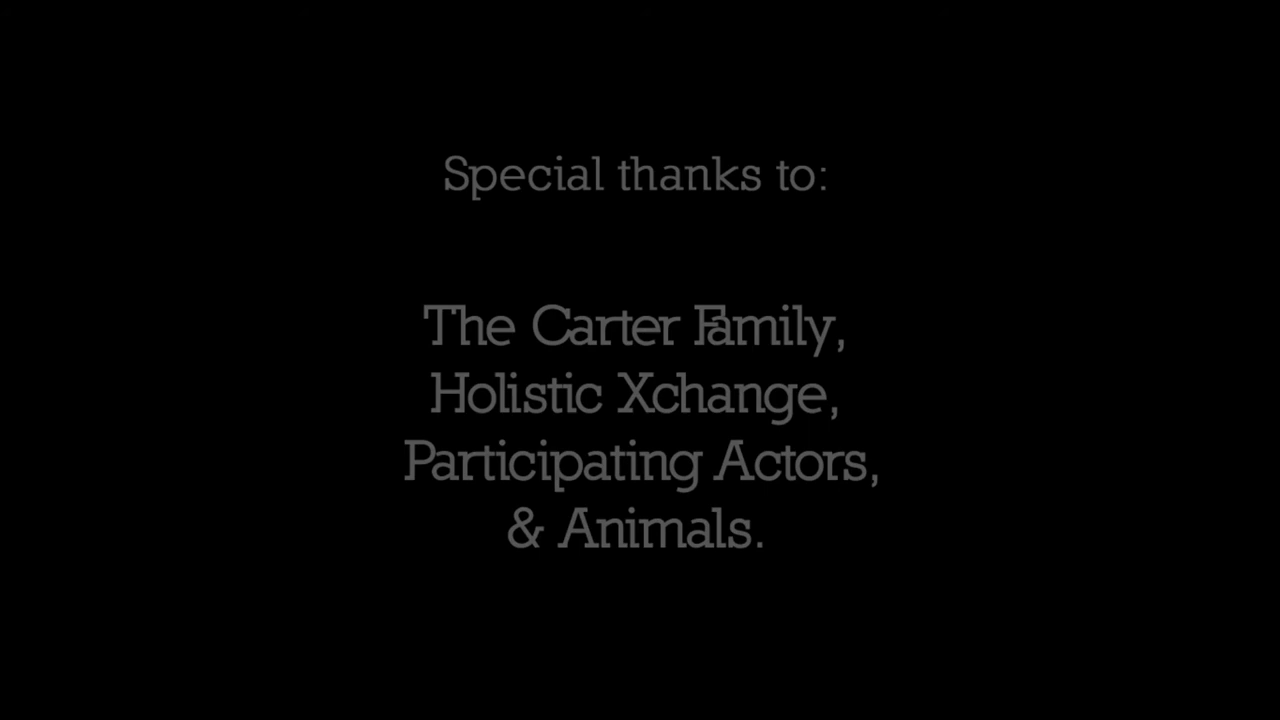 Special thanks to:
The Carter Family,
Holistic Xchange,
Participating Actors,
& Animals.